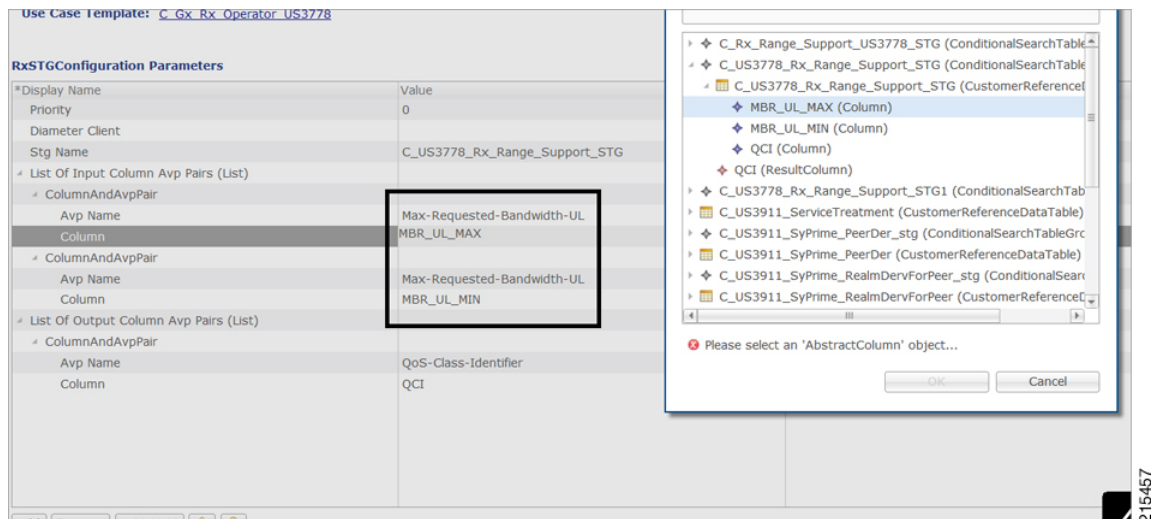 Use Case Template: C_Gx_Rx_Operator_US3778
RxSTGConfiguration Parameters
*Display Name Value
Priority 0
Diameter Client
Stg Name C_US3778_Rx_Range_Support_STG
List Of Input Column Avp Pairs (List)
ColumnAndAvpPair
Avp Name Max-Requested-Bandwidth-UL
Column MBR_UL_MAX
ColumnAndAvpPair
Avp Name Max-Requested-Bandwidth-UL
Column MBR_UL_MIN
List Of Output Column Avp Pairs (List)
ColumnAndAvpPair
Avp Name QoS-Class-Identifier
Column QCI
C_Rx_Range_Support_US3778_STG (ConditionalSearchTable
C_US3778_Rx_Range_Support_STG (ConditionalSearchTable
C_US3778_Rx_Range_Support_STG (CustomerReferenceI
MBR_UL_MAX (Column)
MBR_UL_MIN (Column)
QCI (Column)
QCI (ResultColumn)
C_US3778_Rx_Range_Support_STG1 (ConditionalSearchTab
C_US3911_ServiceTreatment (CustomerReferenceDataTable)
C_US3911_SyPrime_PeerDer_stg (ConditionalSearchTableGrc
C_US3911_SyPrime_PeerDer (CustomerReferenceDataTable)
C_US3911_SyPrime_RealmDervForPeer_stg (ConditionalSearc
C_US3911_SyPrime_RealmDervForPeer (CustomerReferenceD
Please select an 'AbstractColumn' object...
OK Cancel
215457